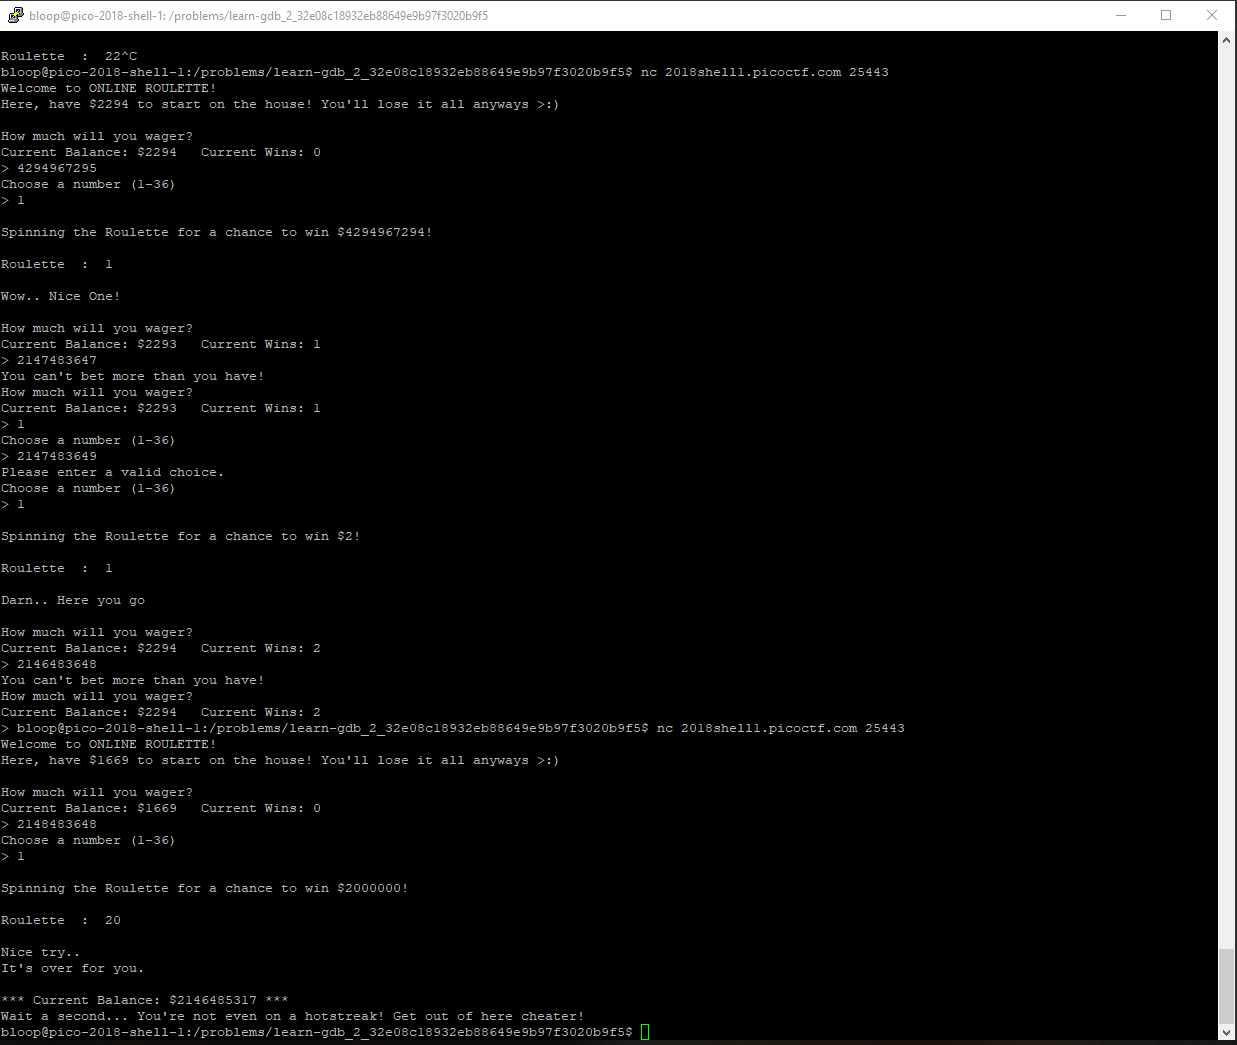 bloop@pico-2018-shell-1: /problems/learn-gdb_2_32e08c18932eb88649e9b97f3020b9f5
Roulette  :  22^C
bloop@pico-2018-shell-1:/problems/learn-gdb_2_32e08c18932eb88649e9b97f3020b9f5$ nc 2018shell1.picoctf.com 25443
Welcome to ONLINE ROULETTE!
Here, have $2294 to start on the house! You'll lose it all anyways >:)
How much will you wager?
Current Balance: $2294   Current Wins: 0
> 4294967295
Choose a number (1-36)
> 1
Spinning the Roulette for a chance to win $4294967294!
Roulette  :  1
Wow.. Nice One!
How much will you wager?
Current Balance: $2293   Current Wins: 1
> 2147483647
You can't bet more than you have!
How much will you wager?
Current Balance: $2293   Current Wins: 1
> 1
Choose a number (1-36)
> 2147483649
Please enter a valid choice.
Choose a number (1-36)
> 1
Spinning the Roulette for a chance to win $2!
Roulette  :  1
Darn.. Here you go
How much will you wager?
Current Balance: $2294   Current Wins: 2
> 2146483648
You can't bet more than you have!
How much will you wager?
Current Balance: $2294   Current Wins: 2
> bloop@pico-2018-shell-1:/problems/learn-gdb_2_32e08c18932eb88649e9b97f3020b9f5$ nc 2018shell1.picoctf.com 25443
Welcome to ONLINE ROULETTE!
Here, have $1669 to start on the house! You'll lose it all anyways >:)
How much will you wager?
Current Balance: $1669   Current Wins: 0
> 2148483648
Choose a number (1-36)
> 1
Spinning the Roulette for a chance to win $2000000!
Roulette  :  20
Nice try..
It's over for you.
*** Current Balance: $2146485317 ***
Wait a second... You're not even on a hotstreak! Get out of here cheater!
bloop@pico-2018-shell-1:/problems/learn-gdb_2_32e08c18932eb88649e9b97f3020b9f5$